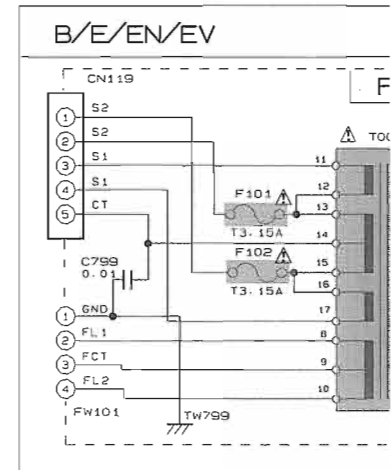 B/E/EN/EV
CN119
F
1 S2
2 S2
3 S1
4 S1
5 CT
TO
11
12
13
14
15
16
17
8
9
10
F101
T3.15A
F102
T3.15A
C799
0.01
1 GND
2 FL1
3 FCT
4 FL2
FW101
TW799